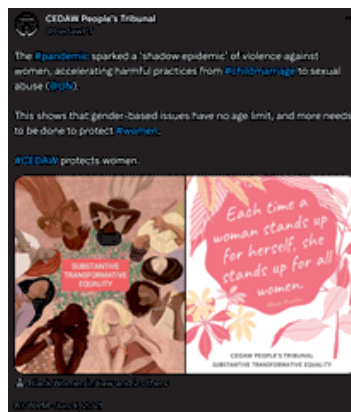 CEDAW People's Tribunal
The #pandemic sparked a 'shadow epidemic' of violence against
women, accelerating harmful practices from #childmarriage to sexual
abuse (@UN).
This shows that gender-based issues have no age limit, and more needs
to be done to protect #women.
#CEDAW protects women.
SUBSTANTIVE
TRANSFORMATIVE
EQUALITY
Each time a
woman stands up
for herself, she
stands up for all
women.
CEDAW PEOPLE'S TRIBUNAL
SUBSTANTIVE TRANSFORMATIVE EQUALITY